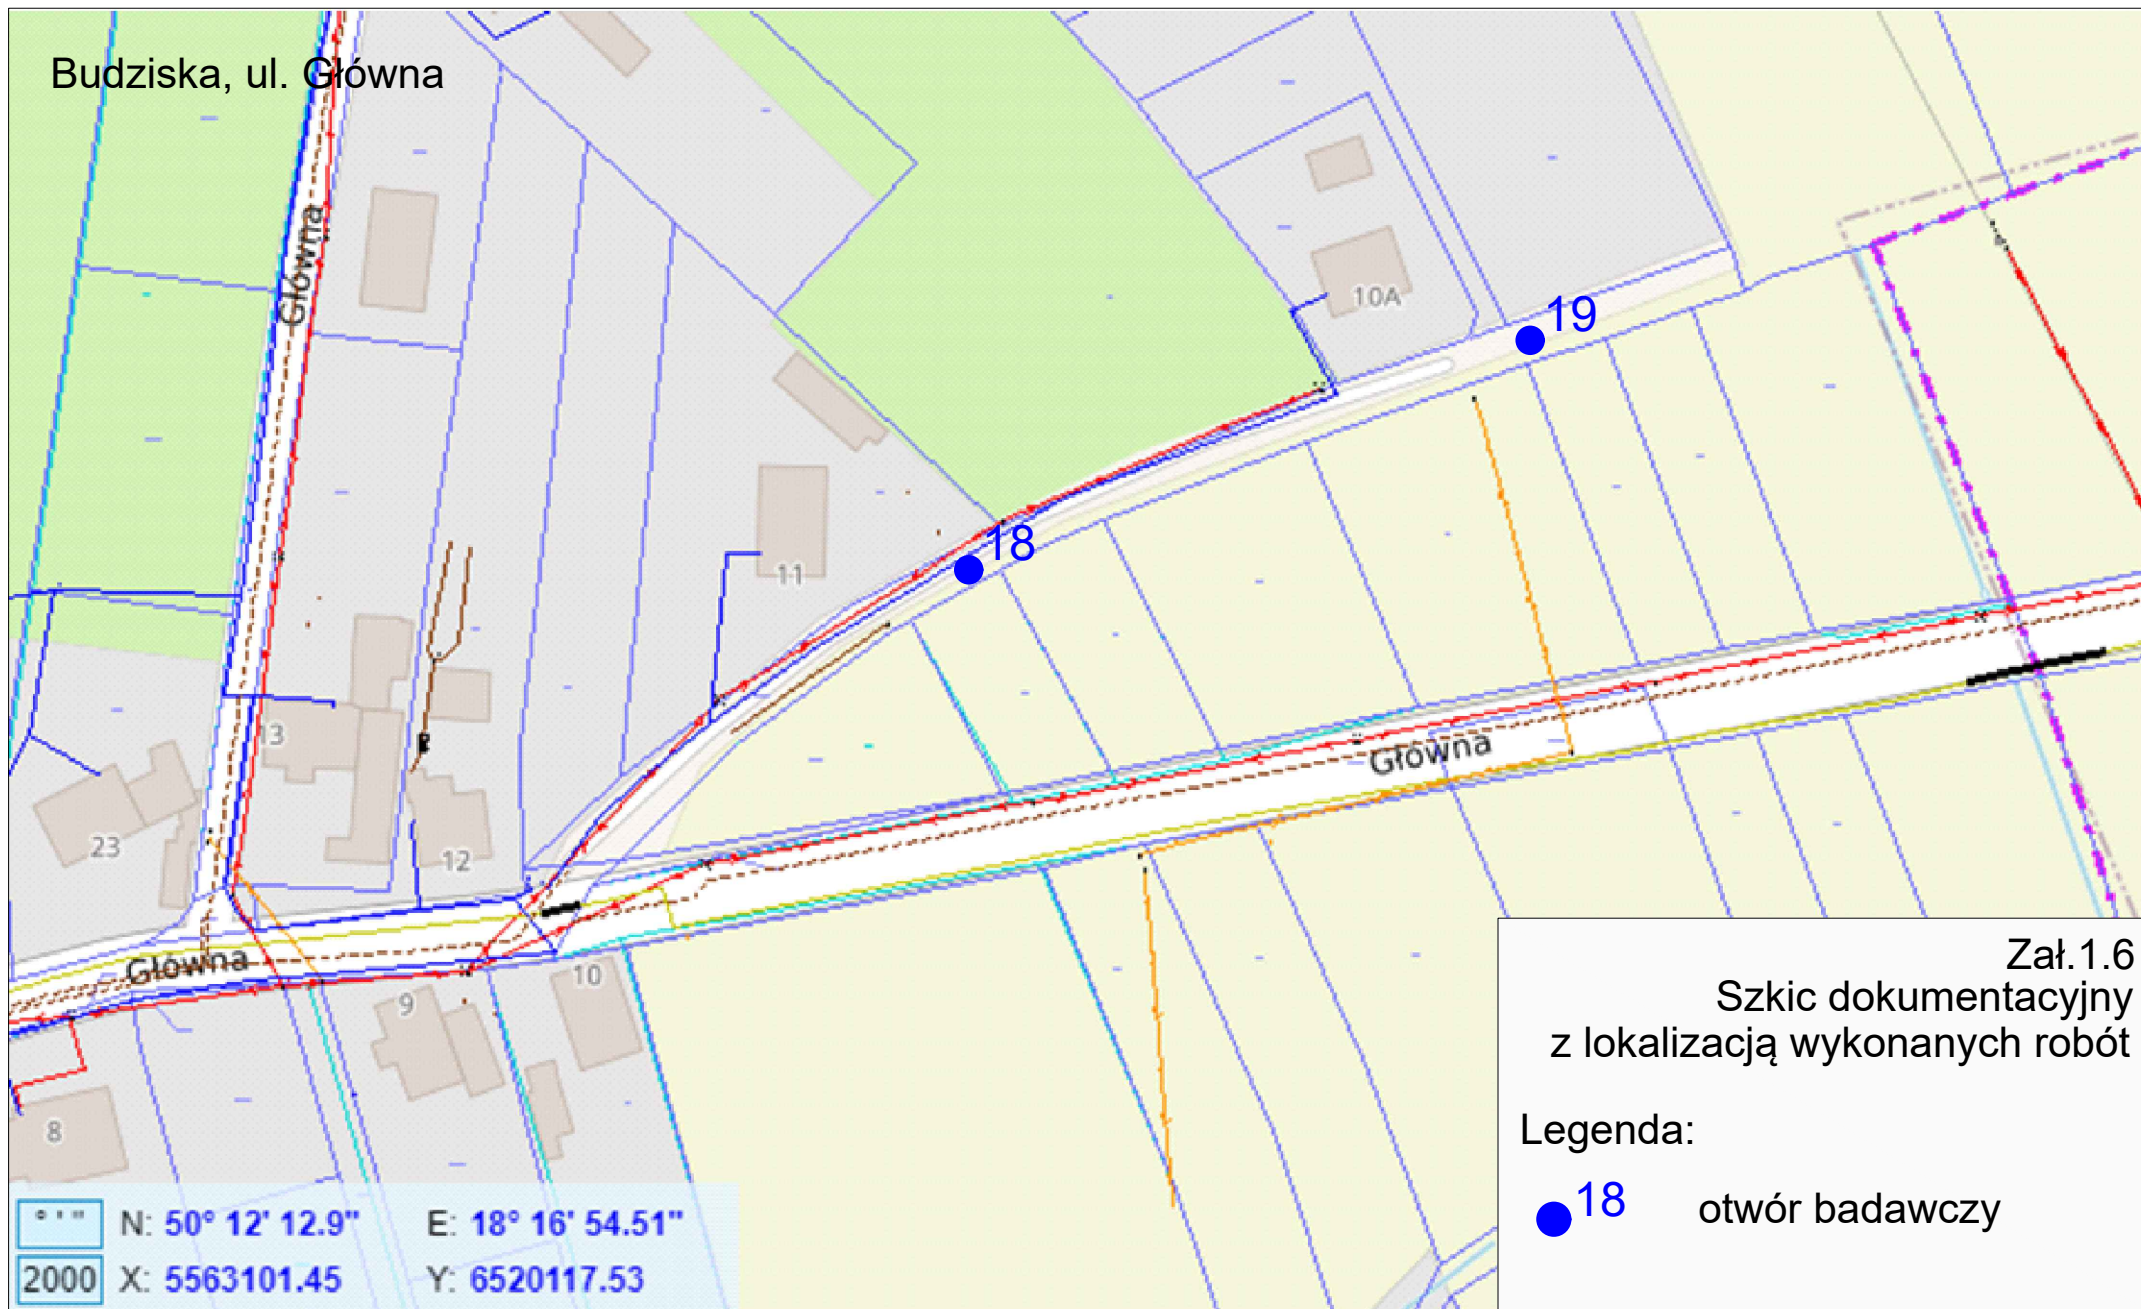 Budziska, ul. Główna
Główna
10A
19
18
11
13
Główna
23
12
Główna
10
9
8
Zał.1.6
Szkic dokumentacyjny
z lokalizacją wykonanych robót
Legenda:
18 otwór badawczy
° ' " N: 50° 12' 12.9" E: 18° 16' 54.51"
2000 X: 5563101.45 Y: 6520117.53